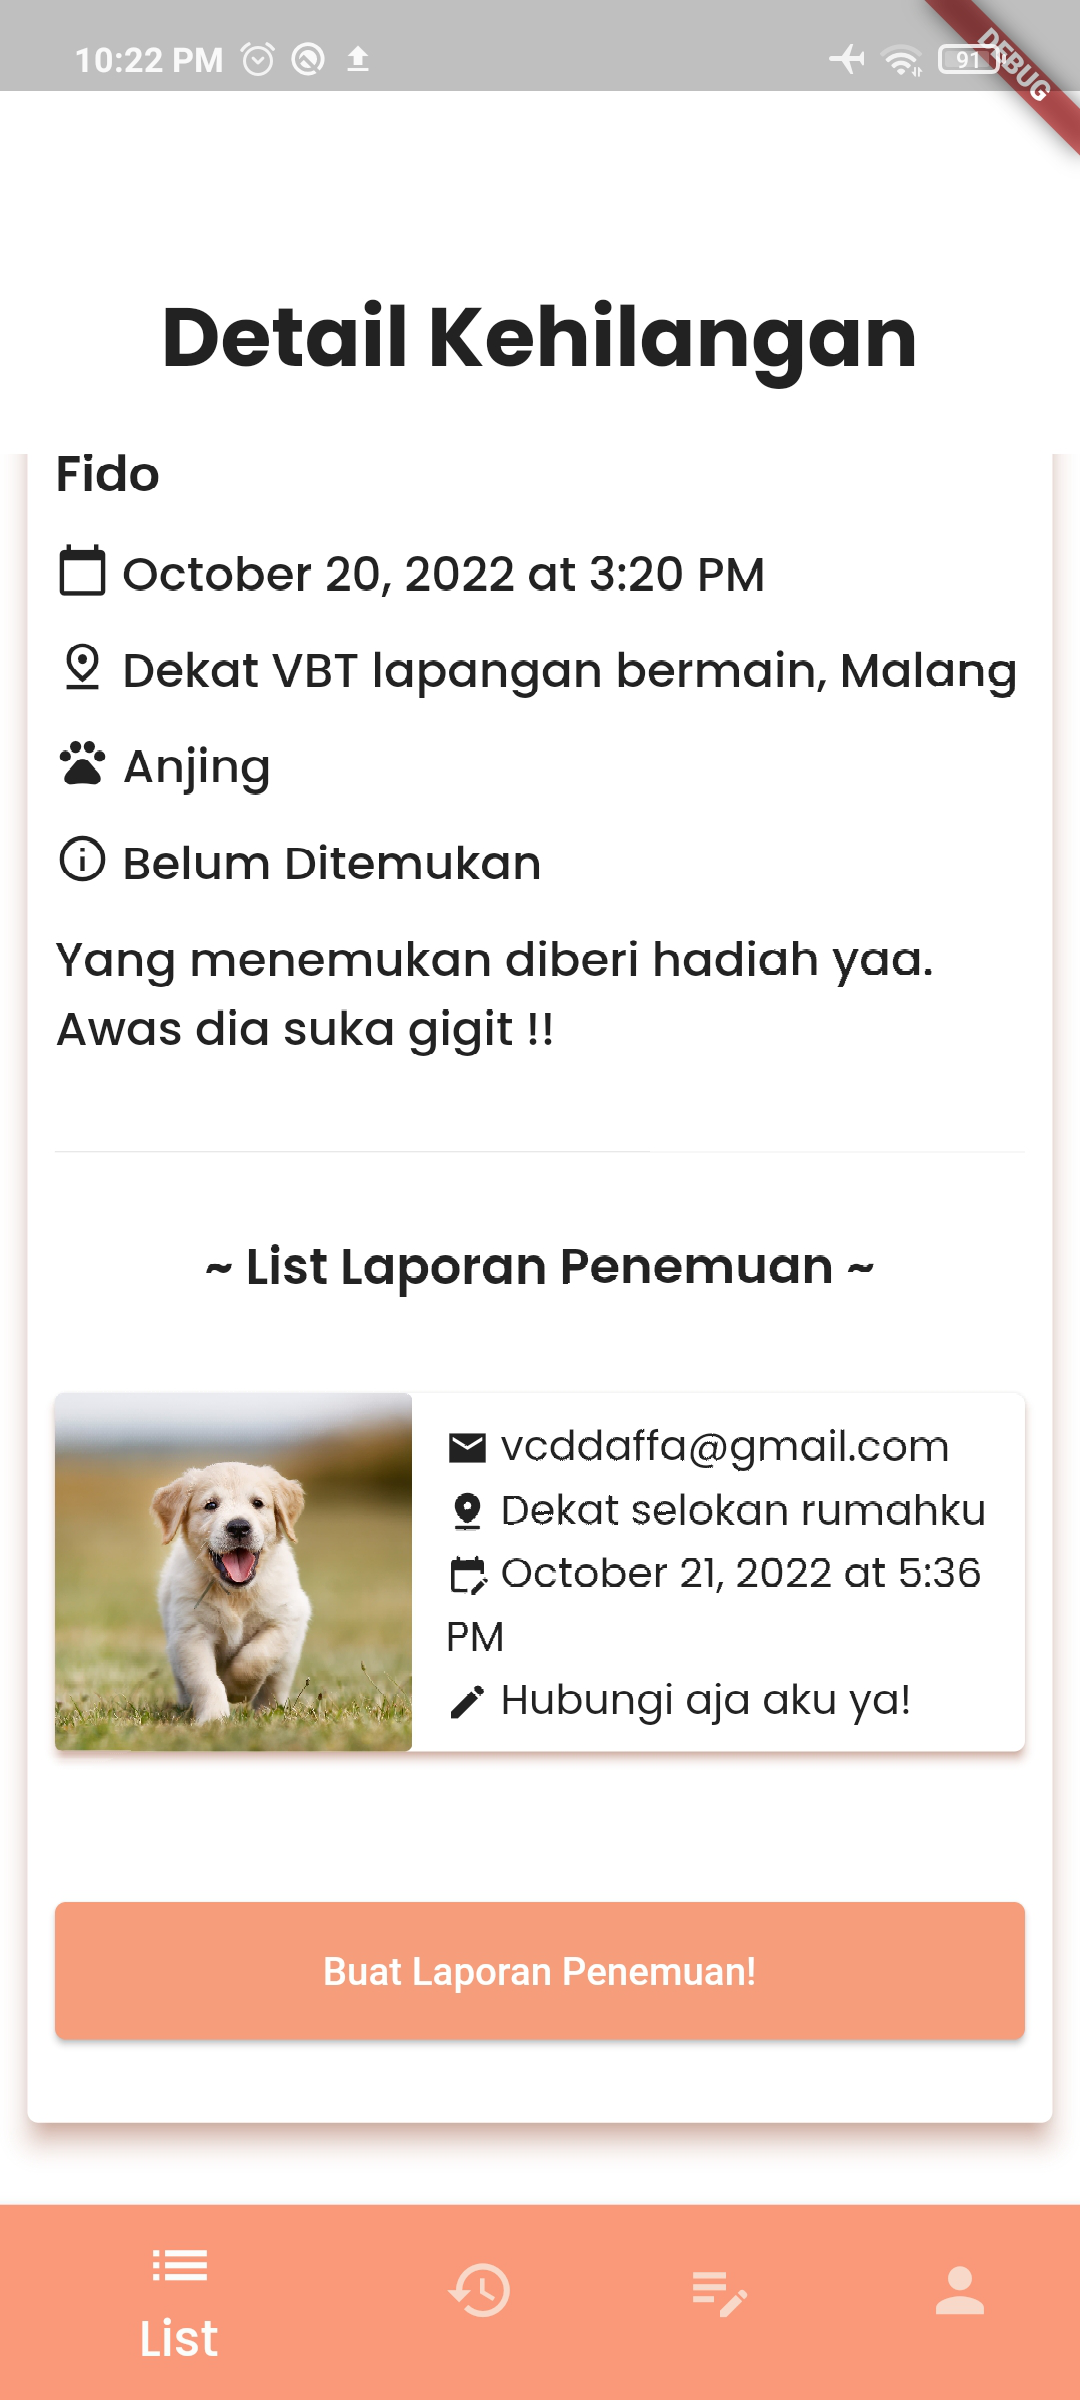 10:22 PM
91
DEBUG
Detail Kehilangan
Fido
October 20, 2022 at 3:20 PM
Dekat VBT lapangan bermain, Malang
Anjing
Belum Ditemukan
Yang menemukan diberi hadiah yaa.
Awas dia suka gigit !!
~ List Laporan Penemuan ~
vcddaffa@gmail.com
Dekat selokan rumahku
October 21, 2022 at 5:36
PM
Hubungi aja aku ya!
Buat Laporan Penemuan!
List